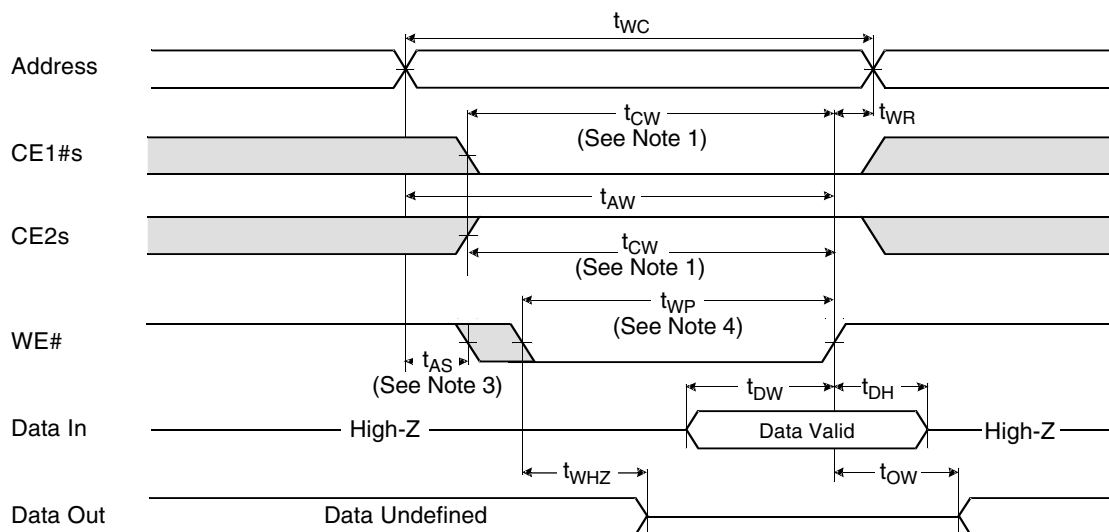 tWC
Address
tCW
(See Note 1)
tWR
CE1#s
tAW
CE2s
tCW
(See Note 1)
tWP
(See Note 4)
WE#
tAS
(See Note 3)
tDW
tDH
Data In
High-Z
Data Valid
High-Z
tWHZ
tOW
Data Out
Data Undefined